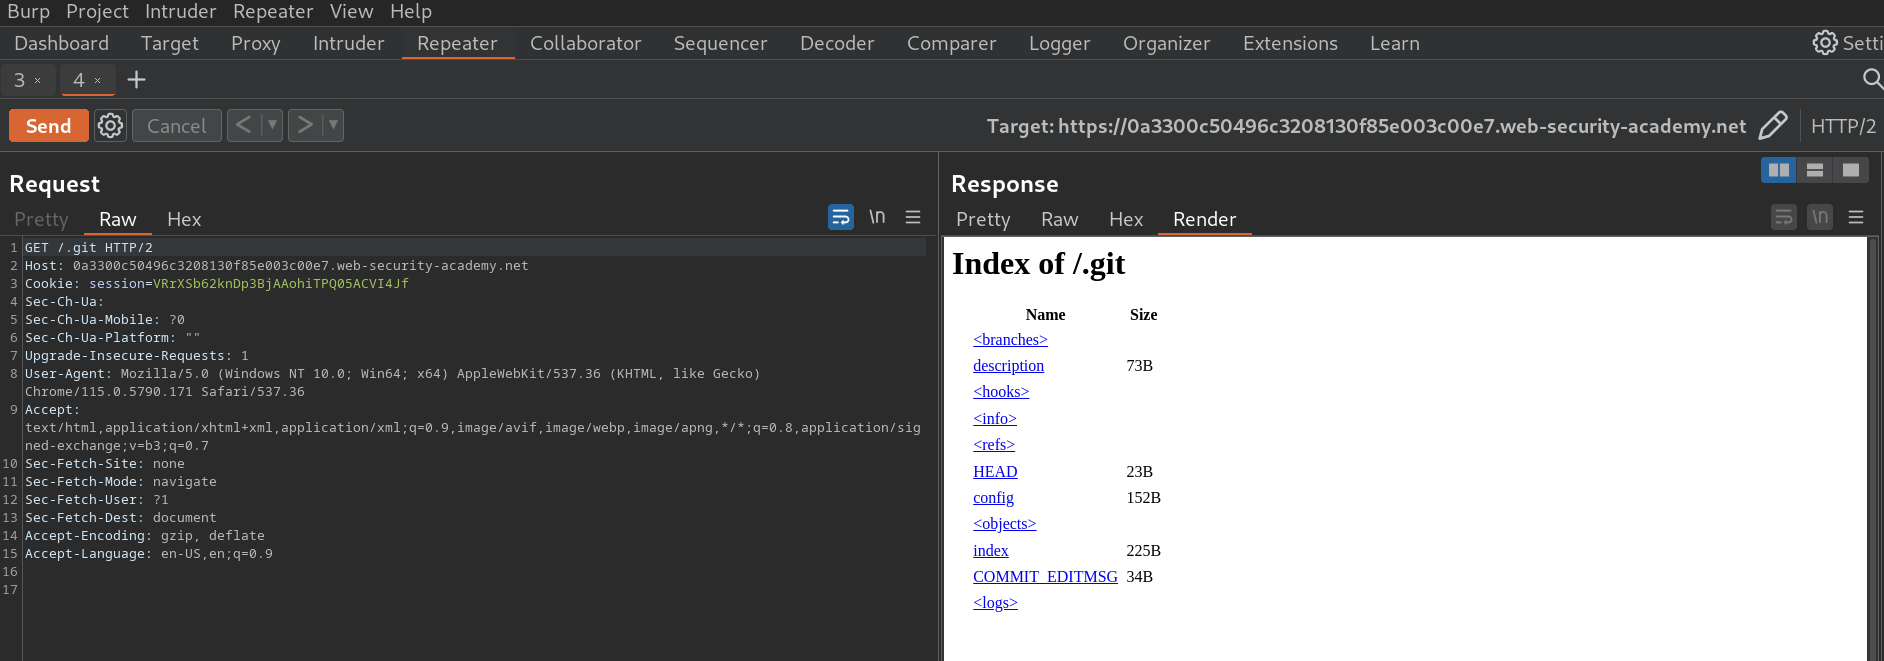 Burp Project Intruder Repeater View Help
Dashboard Target Proxy Intruder Repeater Collaborator Sequencer Decoder Comparer Logger Organizer Extensions Learn Setti
3 × 4 × +
Send Cancel < > Target: https://0a3300c50496c3208130f85e003c00e7.web-security-academy.net HTTP/2
Request
Pretty Raw Hex \n
1 GET /.git HTTP/2
2 Host: 0a3300c50496c3208130f85e003c00e7.web-security-academy.net
3 Cookie: session=VRrXSb62knDp3BjAAohiTPQ05ACVI4Jf
4 Sec-Ch-Ua:
5 Sec-Ch-Ua-Mobile: ?0
6 Sec-Ch-Ua-Platform: ""
7 Upgrade-Insecure-Requests: 1
8 User-Agent: Mozilla/5.0 (Windows NT 10.0; Win64; x64) AppleWebKit/537.36 (KHTML, like Gecko)
Chrome/115.0.5790.171 Safari/537.36
9 Accept:
text/html,application/xhtml+xml,application/xml;q=0.9,image/avif,image/webp,image/apng,*/*;q=0.8,application/sig
ned-exchange;v=b3;q=0.7
10 Sec-Fetch-Site: none
11 Sec-Fetch-Mode: navigate
12 Sec-Fetch-User: ?1
13 Sec-Fetch-Dest: document
14 Accept-Encoding: gzip, deflate
15 Accept-Language: en-US,en;q=0.9
16
17
Response
Pretty Raw Hex Render \n
Index of /.git
Name Size
<branches>
description 73B
<hooks>
<info>
<refs>
HEAD 23B
config 152B
<objects>
index 225B
COMMIT_EDITMSG 34B
<logs>